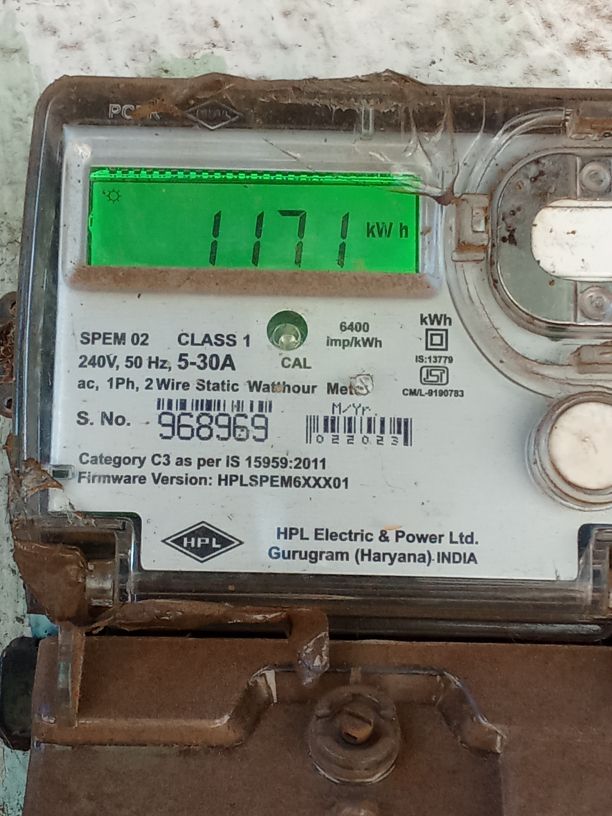 1171 kWh
SPEM 02 CLASS 1
6400 imp/kWh
kWh
240V, 50 Hz, 5-30A
CAL
IS:13779
ac, 1Ph, 2 Wire Static Watthour Meter
CM/L-9190783
S. No. 968969
M/Yr.
022023
Category C3 as per IS 15959:2011
Firmware Version: HPLSPEM6XXX01
HPL
HPL Electric & Power Ltd.
Gurugram (Haryana)-INDIA